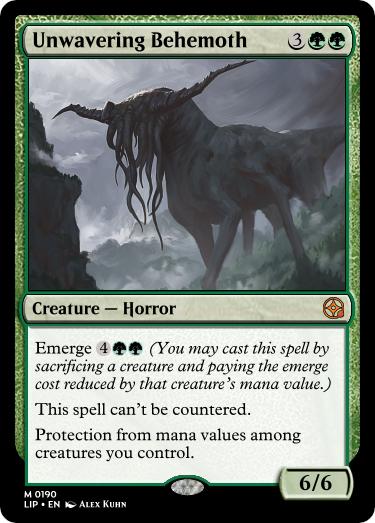 Unwavering Behemoth 3
Creature — Horror
Emerge 4 (You may cast this spell by
sacrificing a creature and paying the emerge
cost reduced by that creature's mana value.)
This spell can't be countered.
Protection from mana values among
creatures you control.
6/6
M 0190
LIP • EN Alex Kuhn